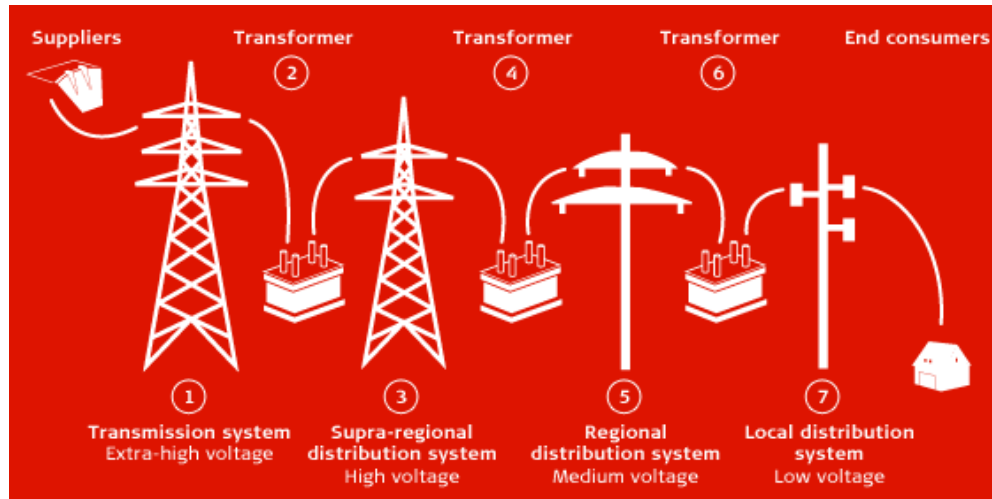 Suppliers
Transformer
Transformer
Transformer
End consumers
2
4
6
1
3
5
7
Transmission system
Extra-high voltage
Supra-regional
distribution system
High voltage
Regional
distribution system
Medium voltage
Local distribution
system
Low voltage